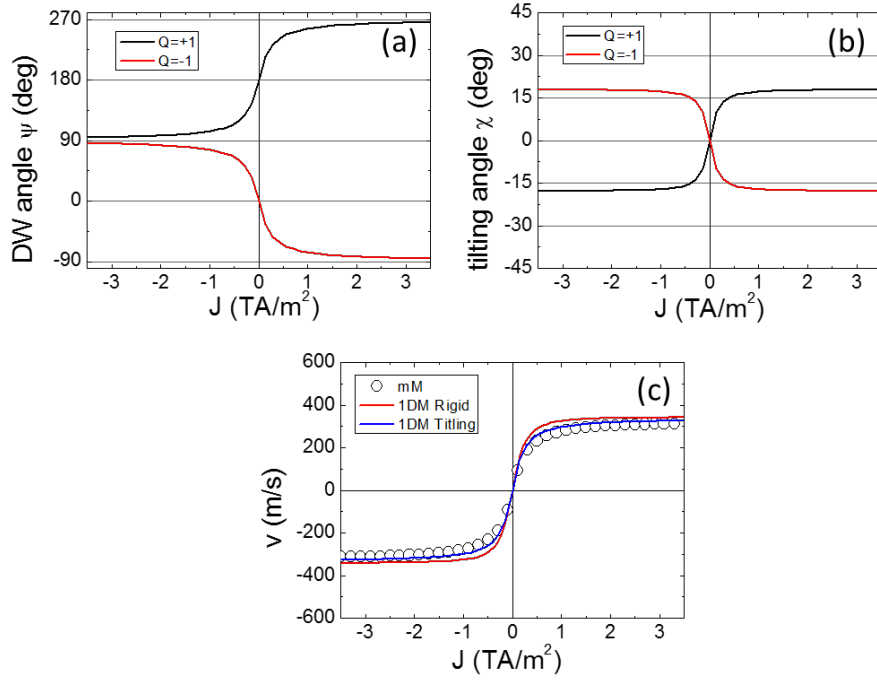 (a)
Q=+1
Q=-1
DW angle ψ (deg)
270
180
90
0
-90
-3 -2 -1 0 1 2 3
J (TA/m²)
(b)
Q=+1
Q=-1
tilting angle χ (deg)
45
30
15
0
-15
-30
-45
-3 -2 -1 0 1 2 3
J (TA/m²)
(c)
mM
1DM Rigid
1DM Titling
v (m/s)
600
400
200
0
-200
-400
-600
-3 -2 -1 0 1 2 3
J (TA/m²)